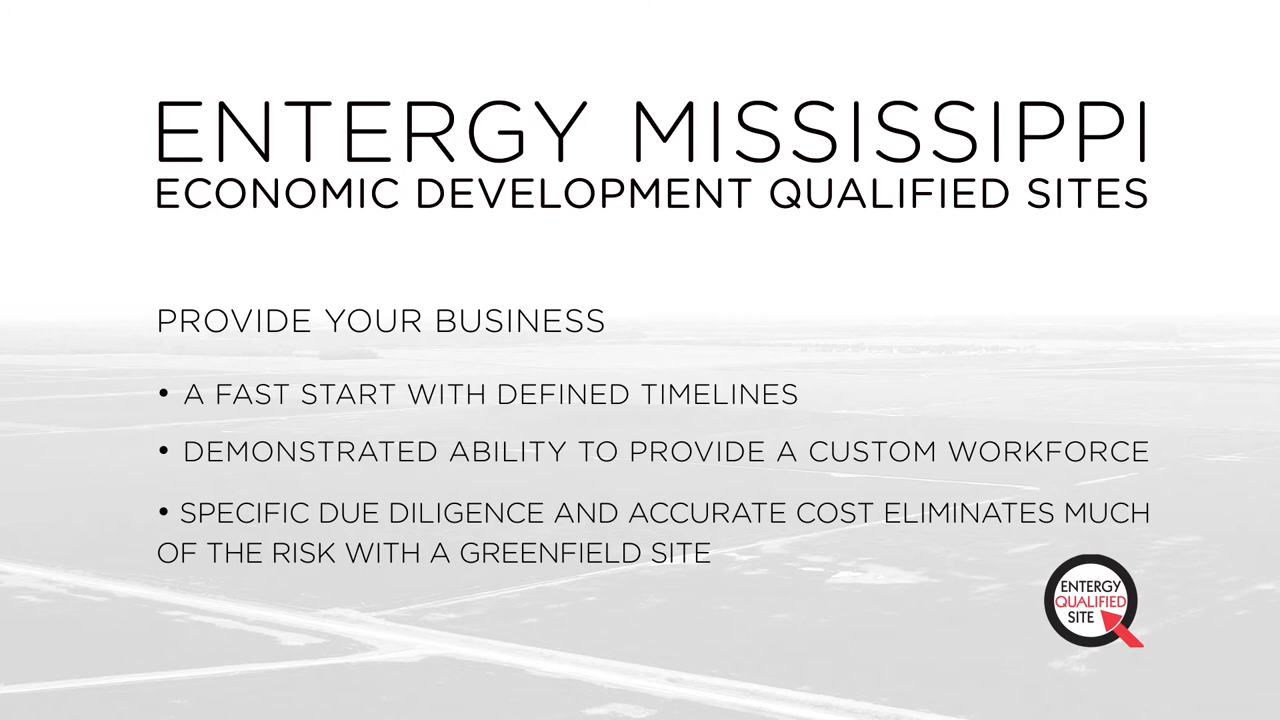 ENTERGY MISSISSIPPI
ECONOMIC DEVELOPMENT QUALIFIED SITES
PROVIDE YOUR BUSINESS
• A FAST START WITH DEFINED TIMELINES
• DEMONSTRATED ABILITY TO PROVIDE A CUSTOM WORKFORCE
• SPECIFIC DUE DILIGENCE AND ACCURATE COST ELIMINATES MUCH
OF THE RISK WITH A GREENFIELD SITE
ENTERGY
QUALIFIED
SITE